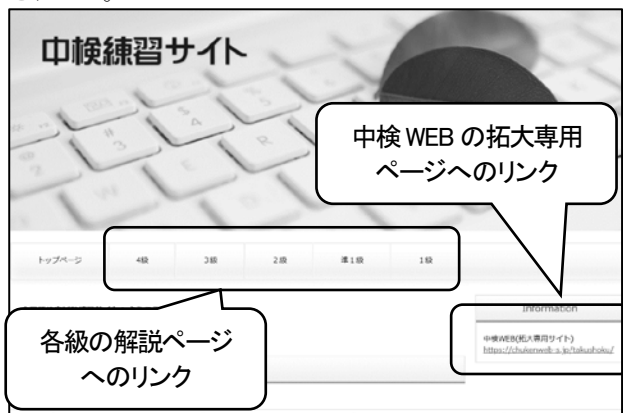 中検練習サイト
中検 WEB の拓大専用
ページへのリンク
トップページ
4級
3級
2級
準1級
1級
Information
中検WEB(拓大専用サイト)
https://chukenweb-s.jp/takushoku/
各級の解説ページ
へのリンク